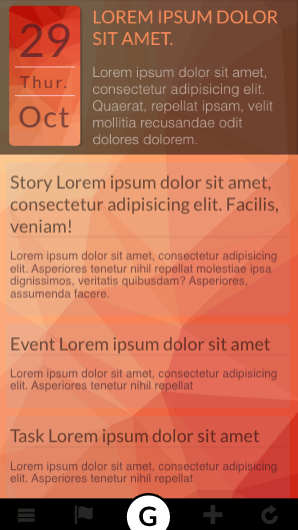 29
Thur.
Oct
LOREM IPSUM DOLOR
SIT AMET.
Lorem ipsum dolor sit amet,
consectetur adipisicing elit.
Quaerat, repellat ipsam, velit
mollitia recusandae odit
dolores dolorem.
Story Lorem ipsum dolor sit amet,
consectetur adipisicing elit. Facilis,
veniam!
Lorem ipsum dolor sit amet, consectetur adipisicing
elit. Asperiores tenetur nihil repellat molestiae ipsa
dignissimos, veritatis quibusdam? Asperiores,
assumenda facere.
Event Lorem ipsum dolor sit amet
Lorem ipsum dolor sit amet, consectetur adipisicing
elit. Asperiores tenetur nihil repellat
Task Lorem ipsum dolor sit amet
Lorem ipsum dolor sit amet, consectetur adipisicing
elit. Asperiores tenetur nihil repellat
G